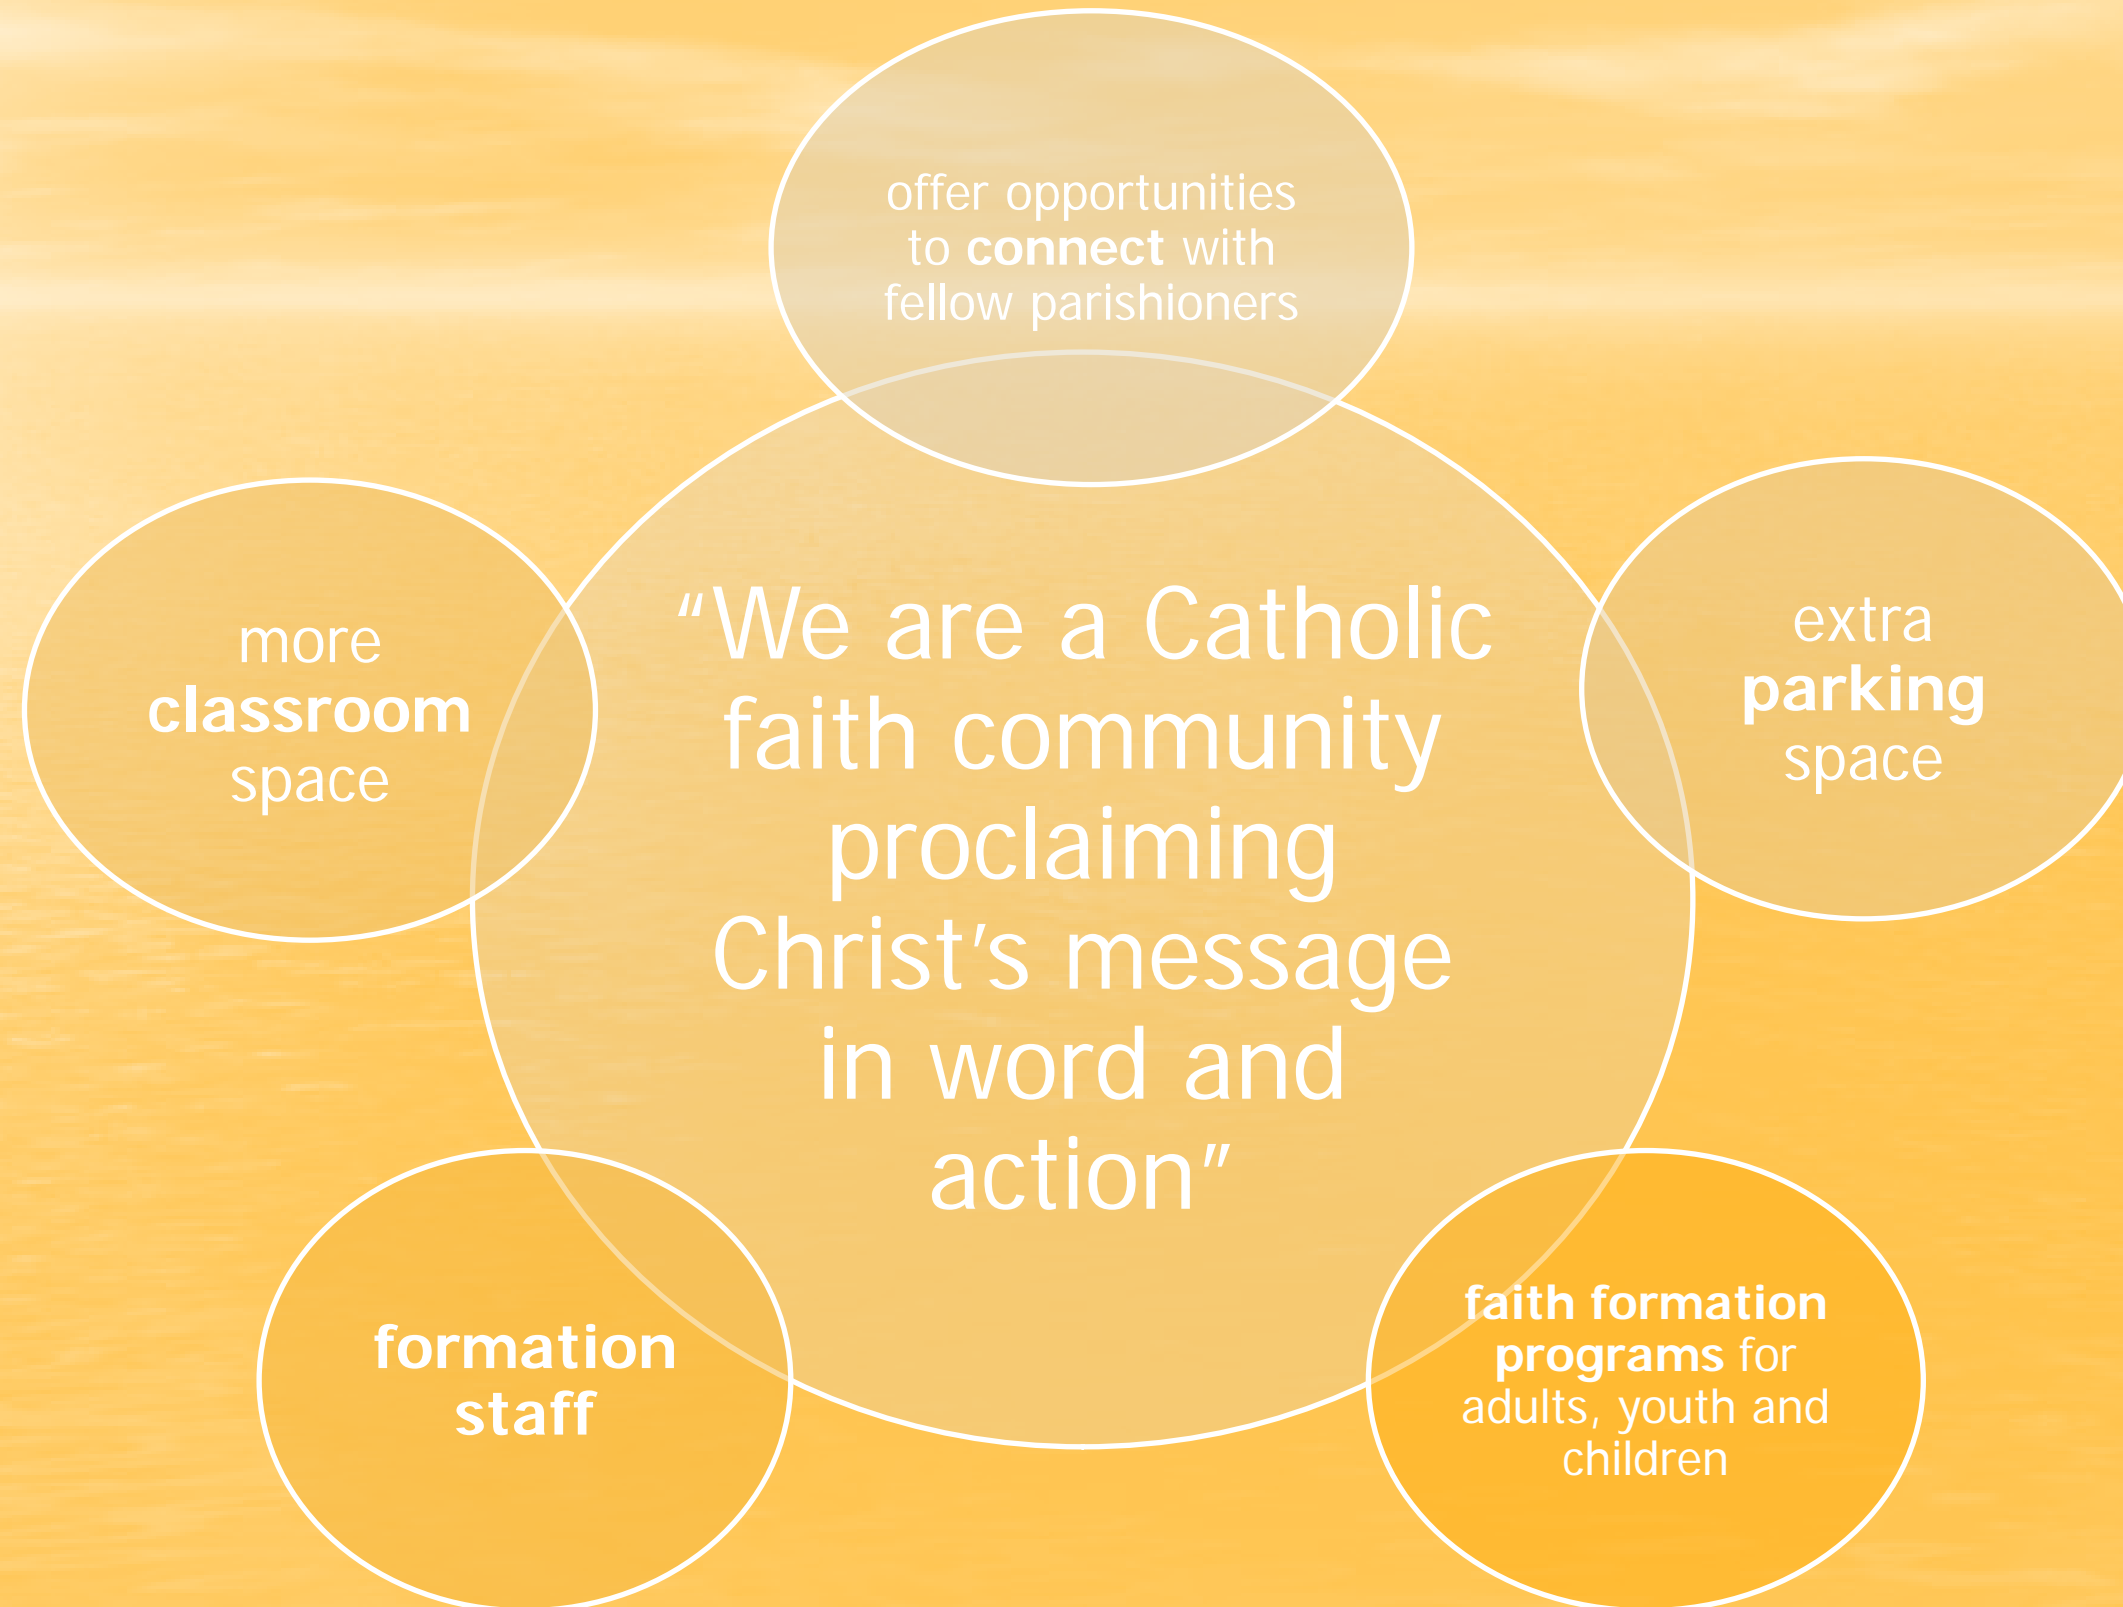 offer opportunities
to connect with
fellow parishioners
more
classroom
space
"We are a Catholic
faith community
proclaiming
Christ's message
in word and
action"
extra
parking
space
formation
staff
faith formation
programs for
adults, youth and
children